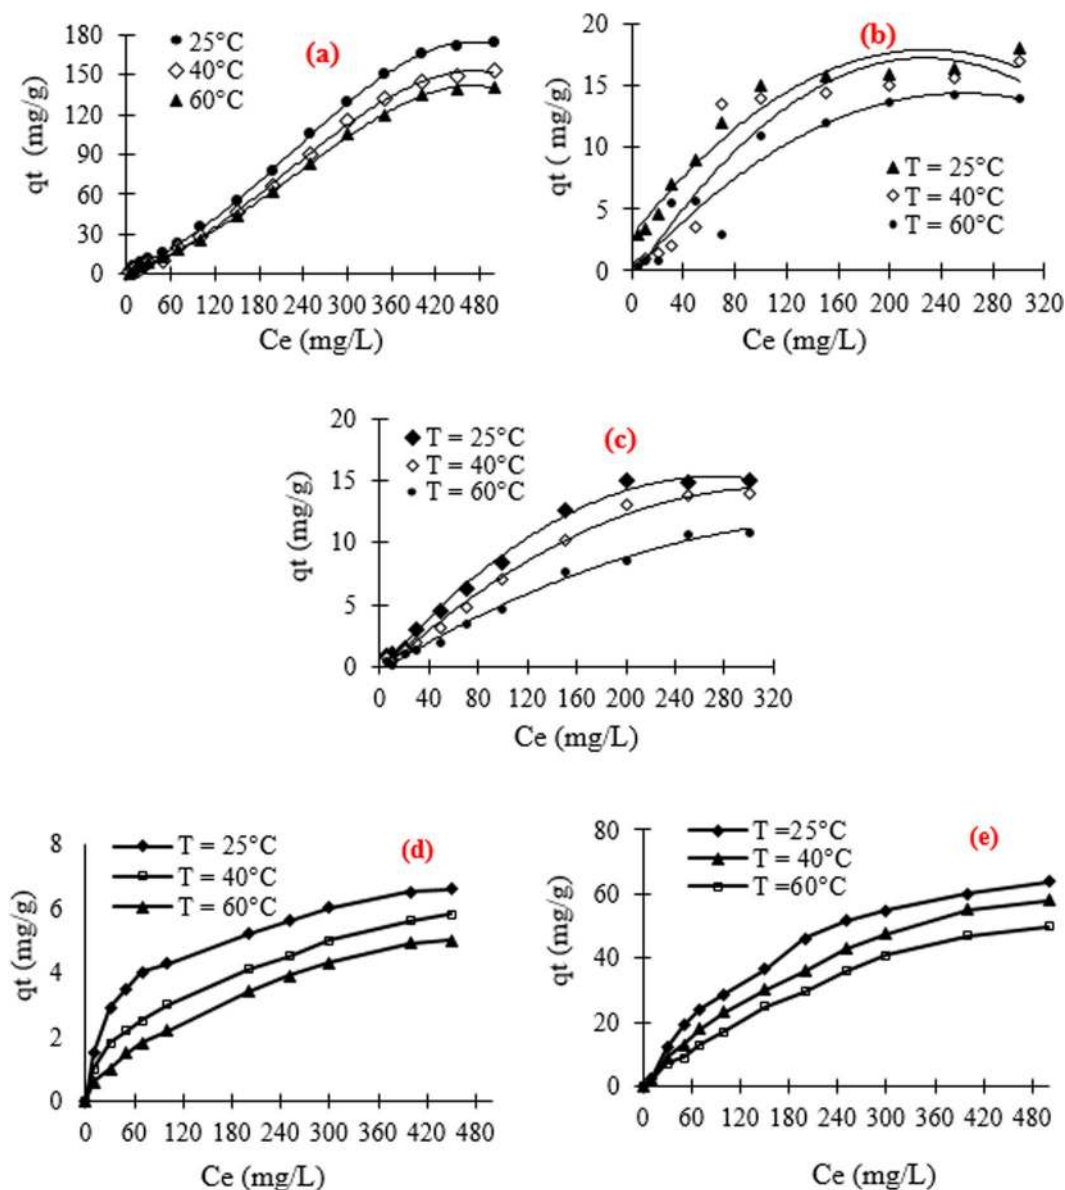 (a)
25°C
40°C
60°C
qt (mg/g)
180
150
120
90
60
30
0
0 60 120 180 240 300 360 420 480
Ce (mg/L)
(b)
T = 25°C
T = 40°C
T = 60°C
qt ( mg/g)
20
15
10
5
0
0 40 80 120 160 200 240 280 320
Ce (mg/L)
(c)
T = 25°C
T = 40°C
T = 60°C
qt (mg/g)
20
15
10
5
0
0 40 80 120 160 200 240 280 320
Ce (mg/L)
(d)
T = 25°C
T = 40°C
T = 60°C
qt (mg/g)
8
6
4
2
0
0 60 120 180 240 300 360 420 480
Ce (mg/L)
(e)
T =25°C
T = 40°C
T =60°C
qt (mg/g)
80
60
40
20
0
0 60 120 180 240 300 360 420 480
Ce (mg/L)